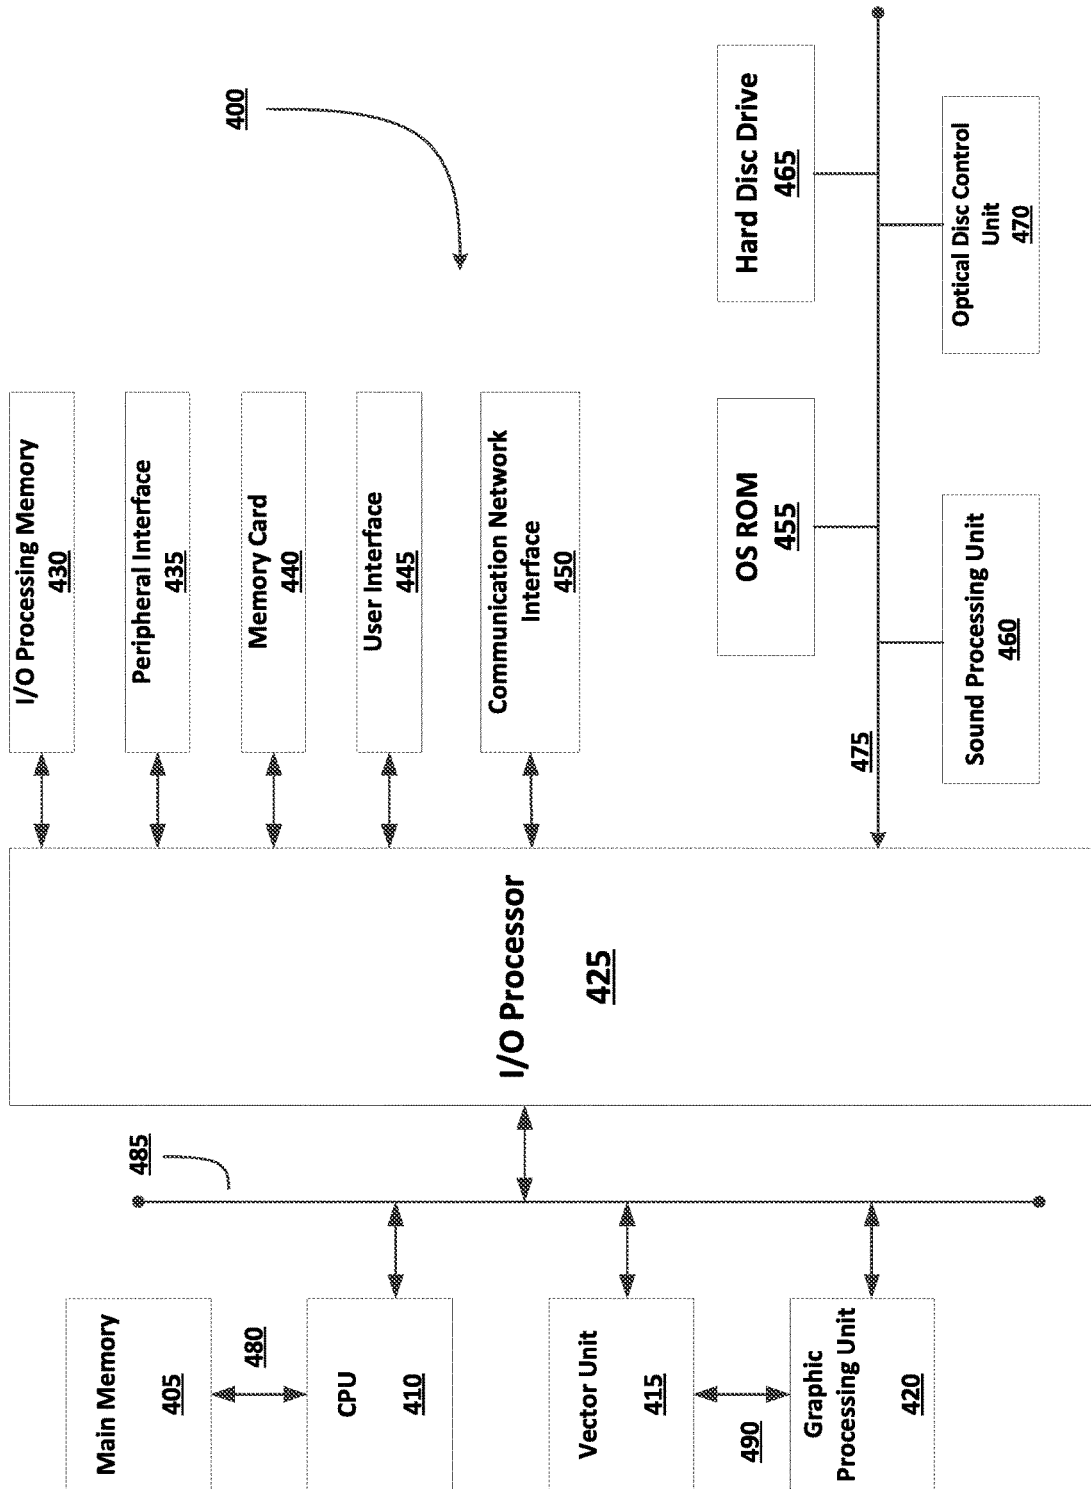 400
Main Memory
405
480
CPU
410
Vector Unit
415
490
Graphic
Processing Unit
420
485
I/O Processor
425
I/O Processing Memory
430
Peripheral Interface
435
Memory Card
440
User Interface
445
Communication Network
Interface
450
475
OS ROM
455
Sound Processing Unit
460
Hard Disc Drive
465
Optical Disc Control
Unit
470